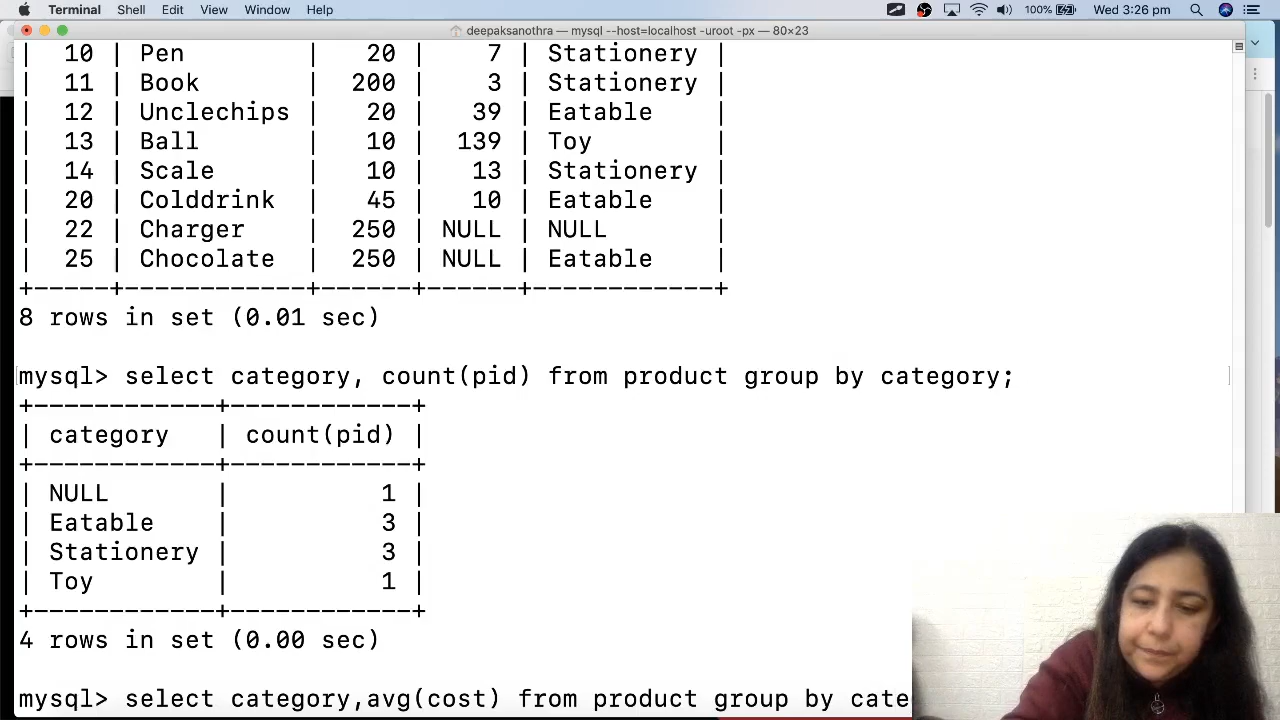 Terminal Shell Edit View Window Help 100% Wed 3:26 pm
deepaksanothra — mysql --host=localhost -uroot -px — 80×23
| 10 | Pen | 20 | 7 | Stationery |
| 11 | Book | 200 | 3 | Stationery |
| 12 | Unclechips | 20 | 39 | Eatable |
| 13 | Ball | 10 | 139 | Toy |
| 14 | Scale | 10 | 13 | Stationery |
| 20 | Colddrink | 45 | 10 | Eatable |
| 22 | Charger | 250 | NULL | NULL |
| 25 | Chocolate | 250 | NULL | Eatable |
+-----+------------+------+------+------------+
8 rows in set (0.01 sec)
mysql> select category, count(pid) from product group by category;
+------------+------------+
| category | count(pid) |
+------------+------------+
| NULL | 1 |
| Eatable | 3 |
| Stationery | 3 |
| Toy | 1 |
+------------+------------+
4 rows in set (0.00 sec)
mysql> select category,avg(cost) from product group by cate